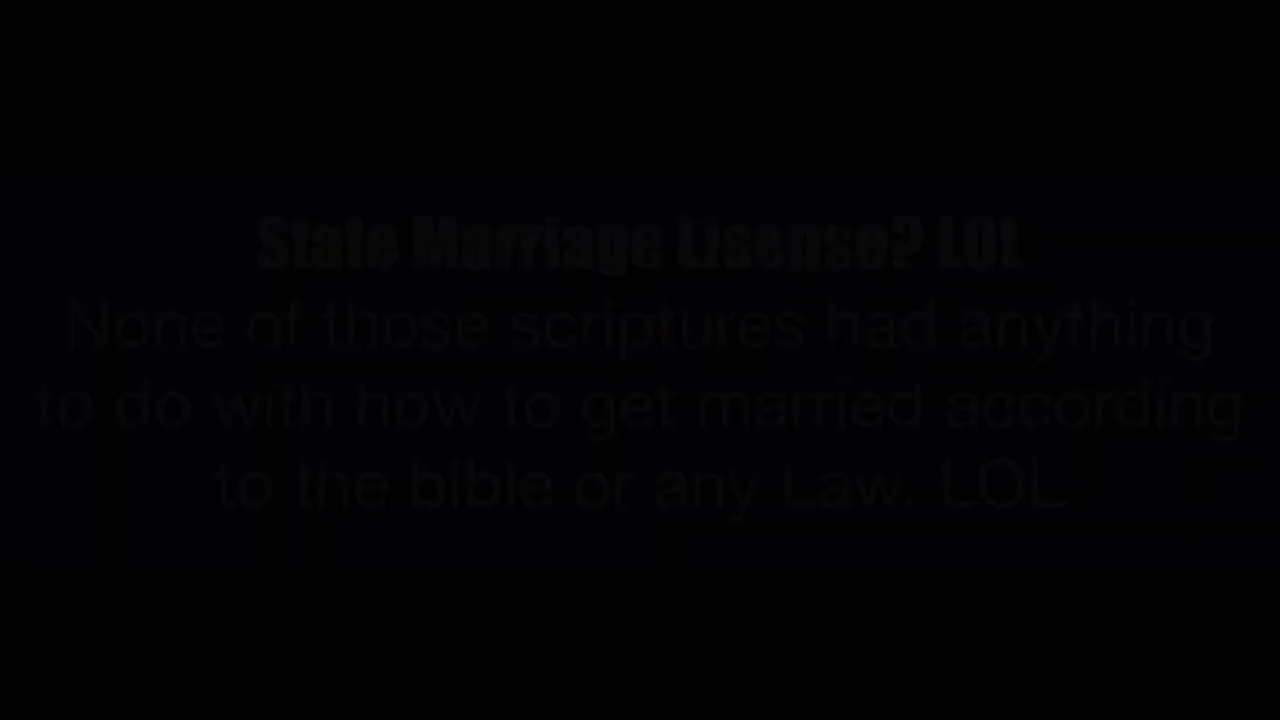 State Marriage Lisense? LOL
None of those scriptures had anything
to do with how to get married according
to the bible or any Law. LOL